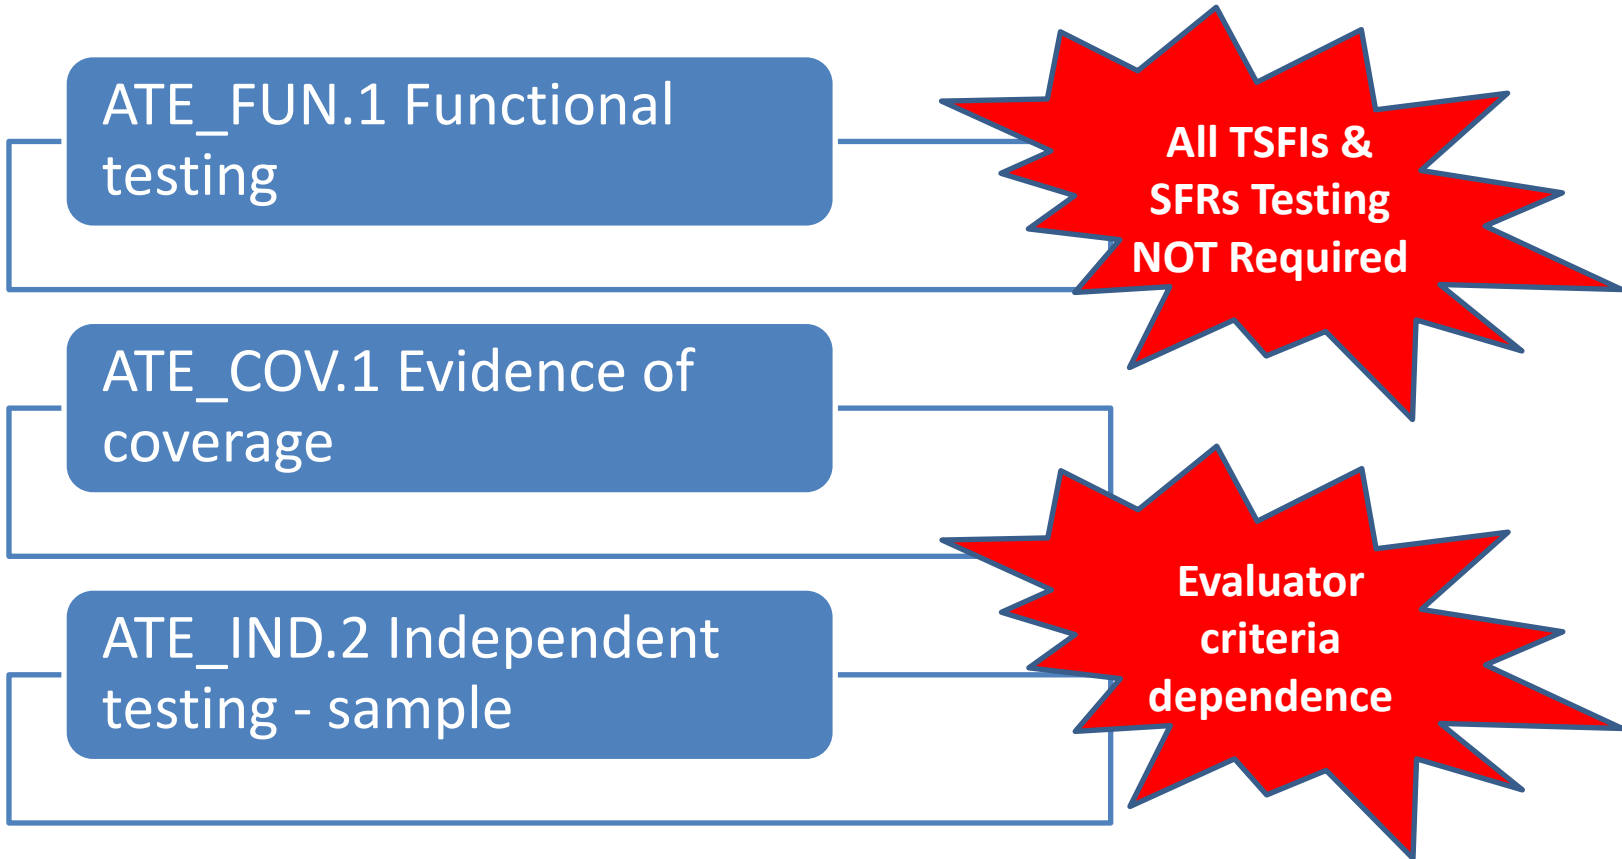 ATE_FUN.1 Functional
testing
All TSFIs &
SFRs Testing
NOT Required
ATE_COV.1 Evidence of
coverage
ATE_IND.2 Independent
testing - sample
Evaluator
criteria
dependence